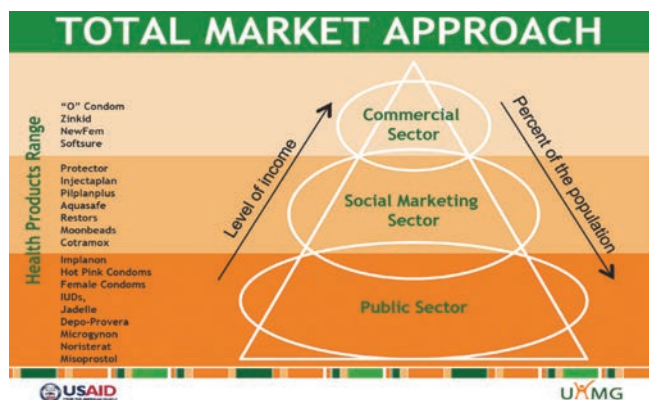 TOTAL MARKET APPROACH
Health Products Range
"O" Condom
Zinkid
NewFem
Softsure
Protector
Injectaplan
Pilplanplus
Aquasafe
Restors
Moonbeads
Cotramox
Implanon
Hot Pink Condoms
Female Condoms
IUDs,
Jadelle
Depo-Provera
Microgynon
Noristerat
Misoprostol
Level of income
Commercial
Sector
Social Marketing
Sector
Public Sector
Percent of the population
USAID
UHMG